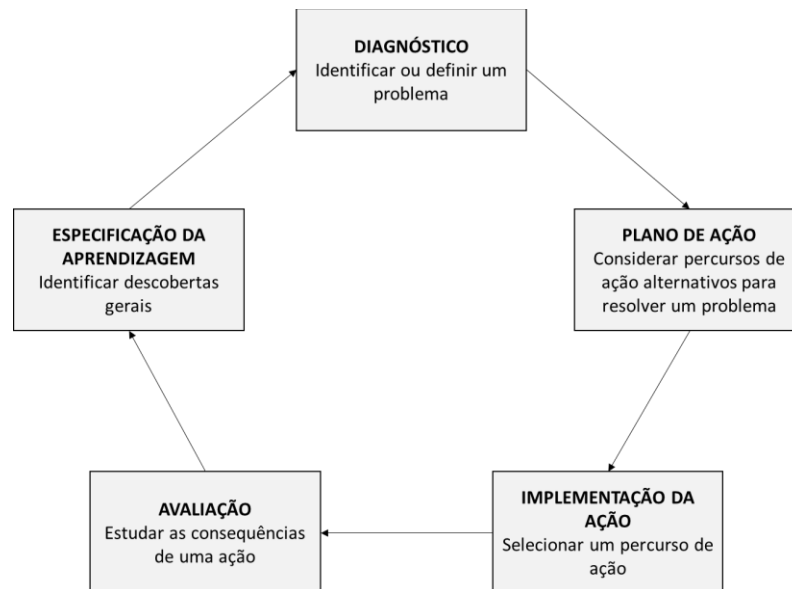 DIAGNÓSTICO
Identificar ou definir um
problema
ESPECIFICAÇÃO DA
APRENDIZAGEM
Identificar descobertas
gerais
PLANO DE AÇÃO
Considerar percursos de
ação alternativos para
resolver um problema
AVALIAÇÃO
Estudar as consequências
de uma ação
IMPLEMENTAÇÃO DA
AÇÃO
Selecionar um percurso de
ação